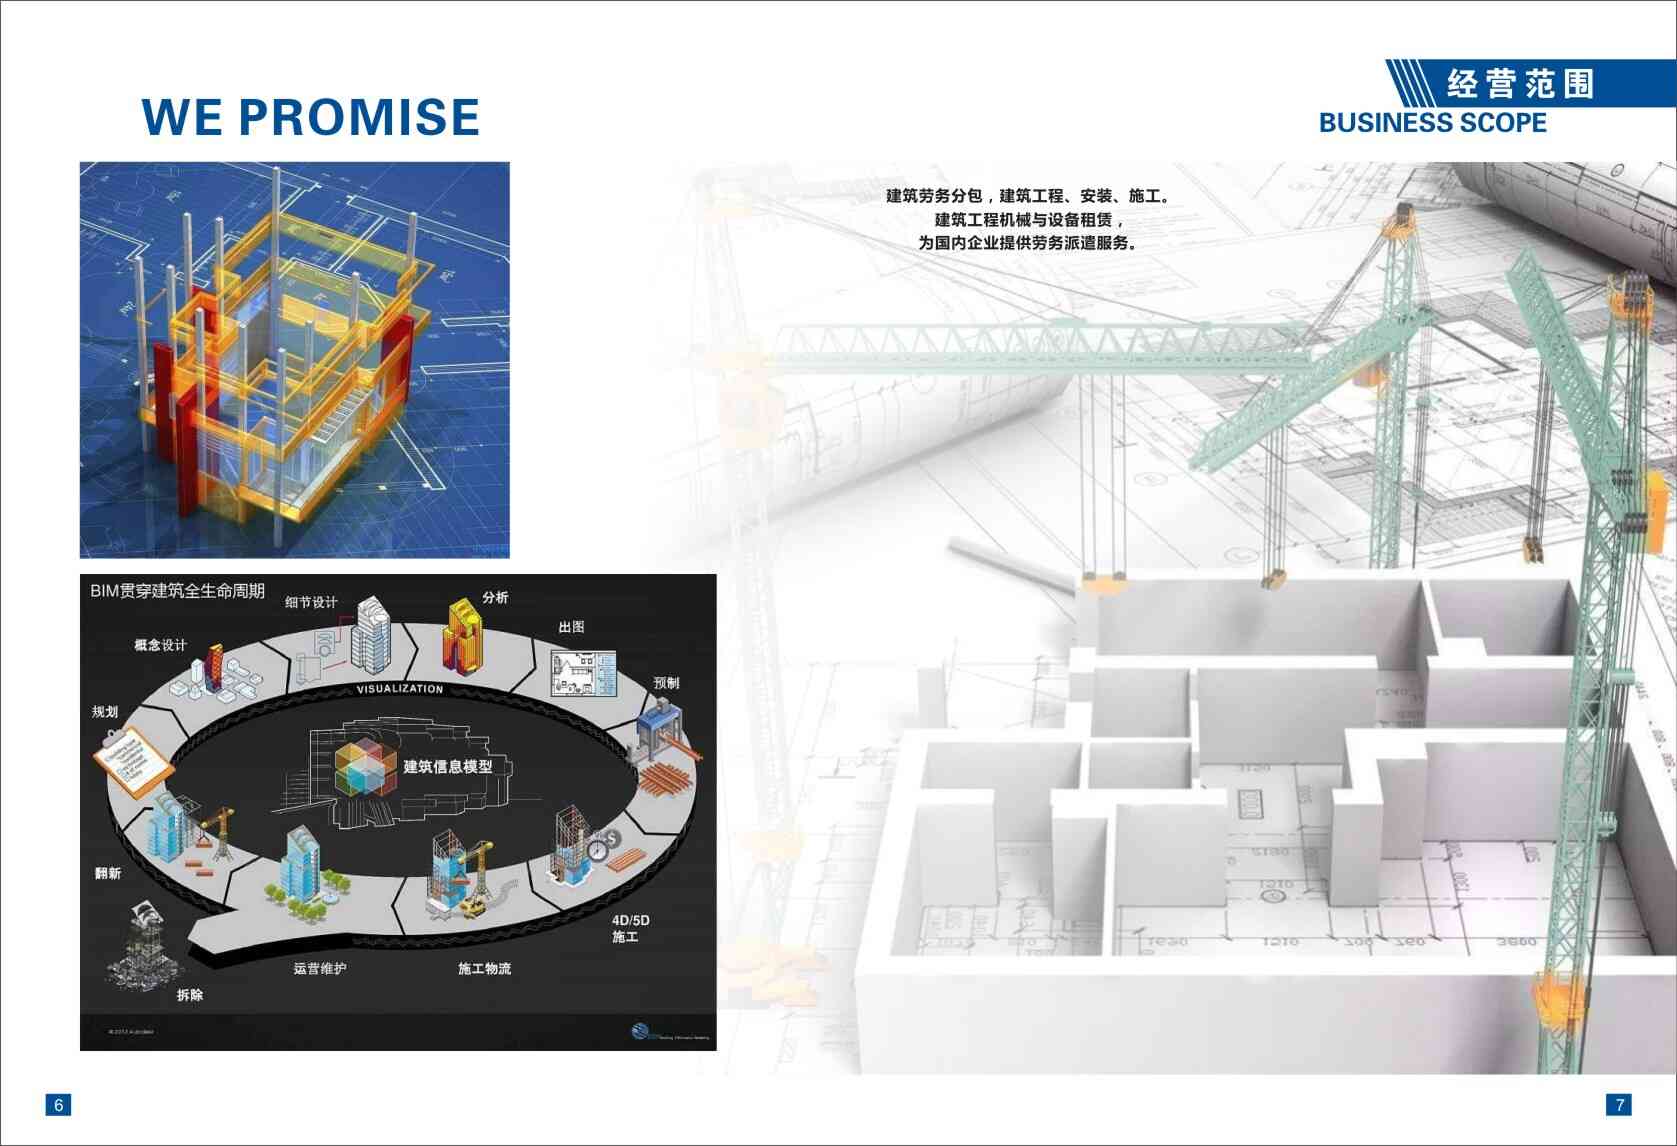 WE PROMISE
经营范围
BUSINESS SCOPE
建筑劳务分包，建筑工程、安装、施工。
建筑工程机械与设备租赁，
为国内企业提供劳务派遣服务。
BIM贯穿建筑全生命周期
细节设计
分析
概念设计
出图
预制
规划
VISUALIZATION
建筑信息模型
翻新
4D/5D
施工
拆除
运营维护
施工物流
6
7